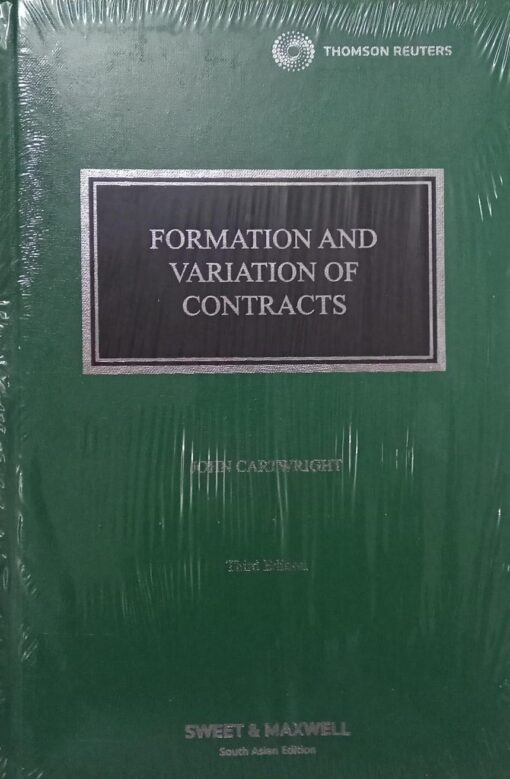 THOMSON REUTERS
FORMATION AND
VARIATION OF
CONTRACTS
JOHN CARTWRIGHT
Third Edition
SWEET & MAXWELL
South Asian Edition